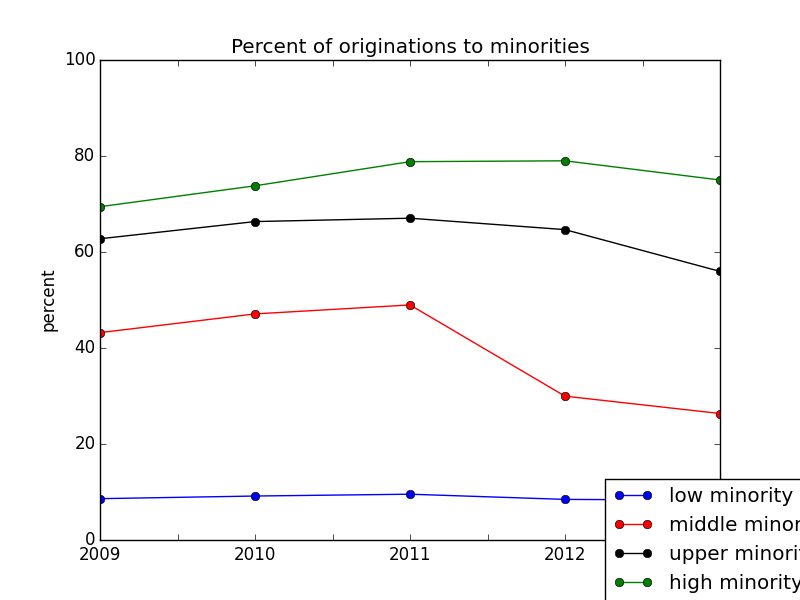 Percent of originations to minorities
100
80
60
40
20
0
percent
2009
2010
2011
2012
low minority
middle minor
upper minorit
high minority